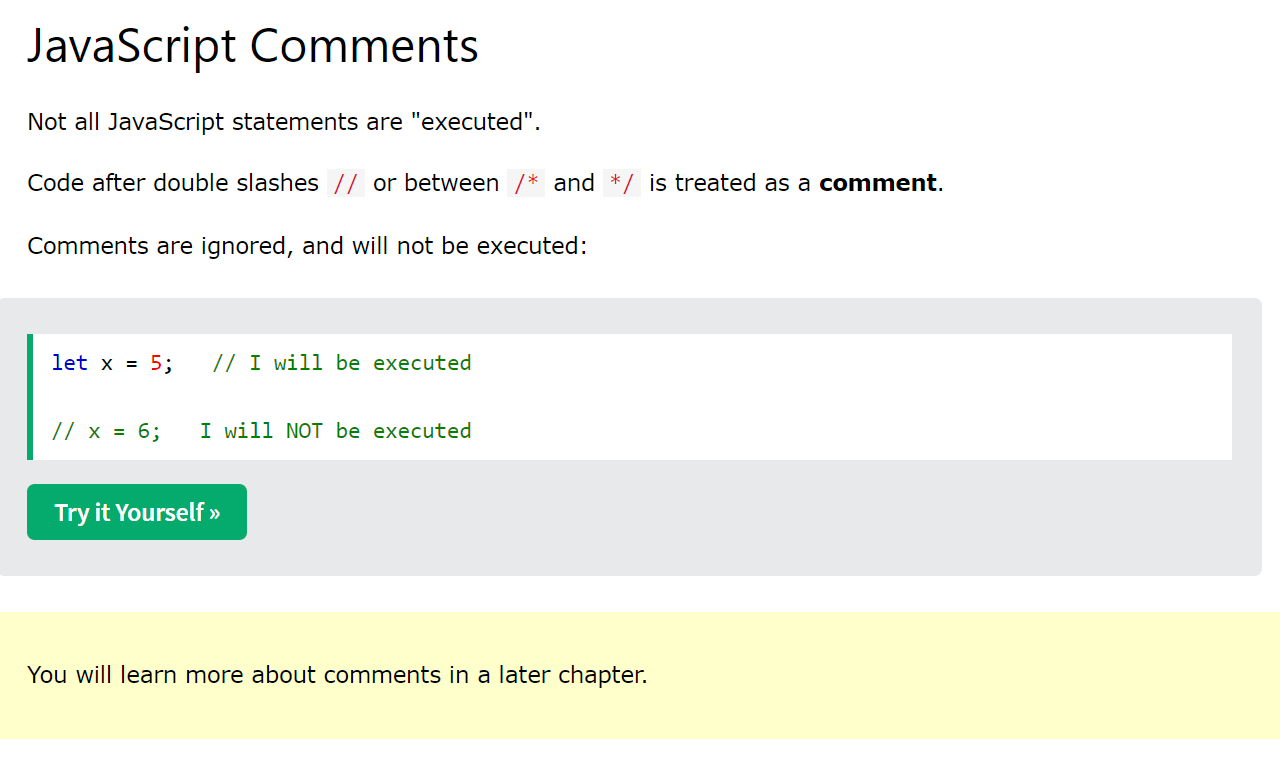 JavaScript Comments
Not all JavaScript statements are "executed".
Code after double slashes // or between /* and */ is treated as a comment.
Comments are ignored, and will not be executed:
let x = 5;   // I will be executed
// x = 6;   I will NOT be executed
Try it Yourself »
You will learn more about comments in a later chapter.